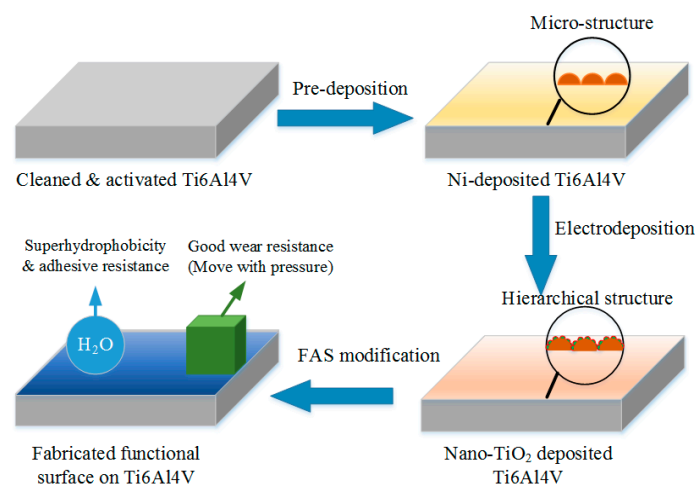 Micro-structure
Pre-deposition
Cleaned & activated Ti6Al4V
Ni-deposited Ti6Al4V
Electrodeposition
Superhydrophobicity
& adhesive resistance
Good wear resistance
(Move with pressure)
Hierarchical structure
H₂O
FAS modification
Fabricated functional
surface on Ti6Al4V
Nano-TiO₂ deposited
Ti6Al4V